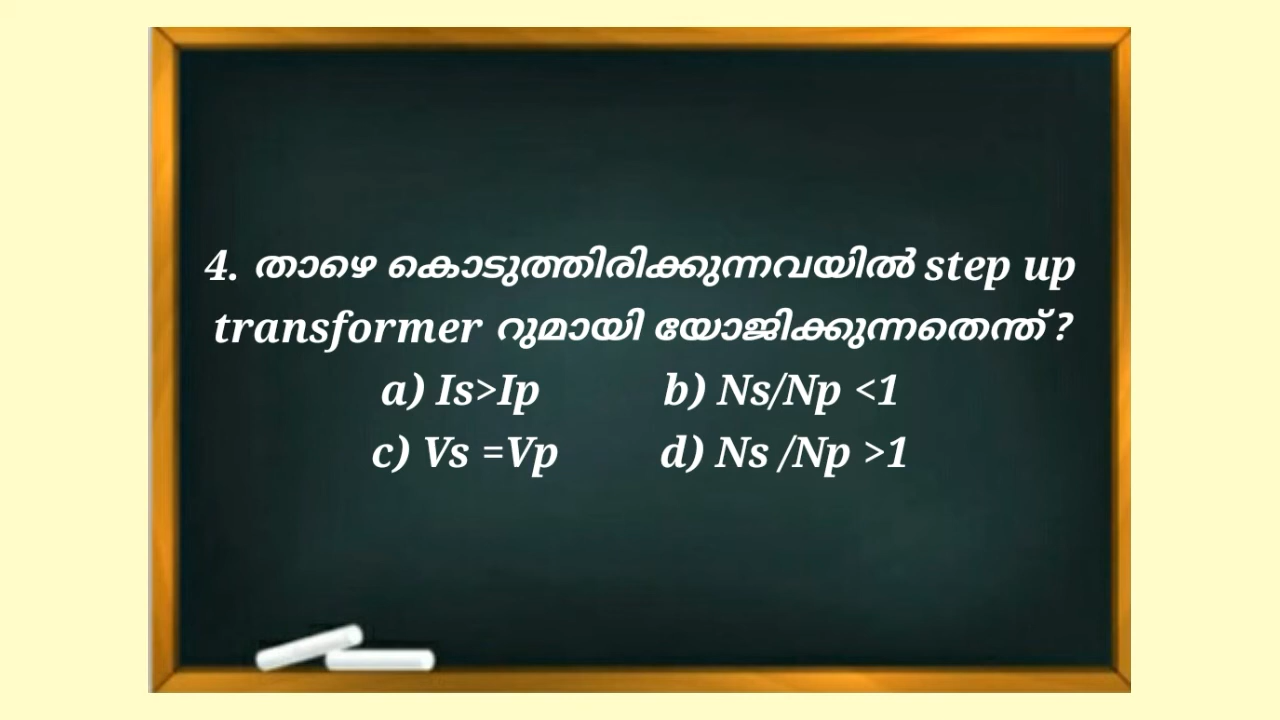 4. താഴെ കൊടുത്തിരിക്കുന്നവയിൽ step up
transformer റുമായി യോജിക്കുന്നതെന്ത് ?
a) Is>Ip b) Ns/Np <1
c) Vs =Vp d) Ns /Np >1